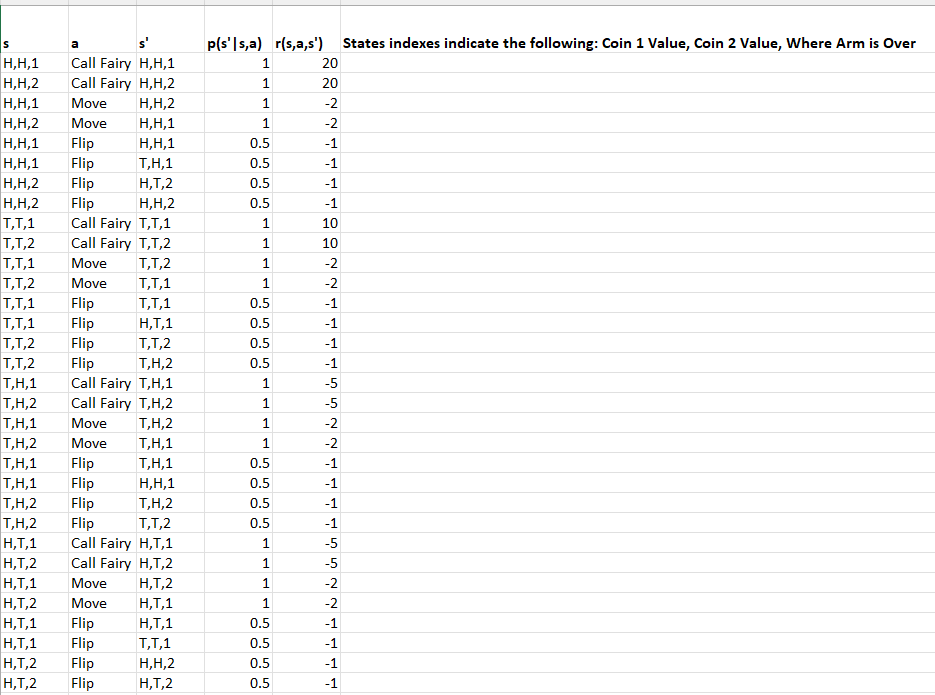 s a s' p(s'|s,a) r(s,a,s') States indexes indicate the following: Coin 1 Value, Coin 2 Value, Where Arm is Over
H,H,1 Call Fairy H,H,1 1 20
H,H,2 Call Fairy H,H,2 1 20
H,H,1 Move H,H,2 1 -2
H,H,2 Move H,H,1 1 -2
H,H,1 Flip H,H,1 0.5 -1
H,H,1 Flip T,H,1 0.5 -1
H,H,2 Flip H,T,2 0.5 -1
H,H,2 Flip H,H,2 0.5 -1
T,T,1 Call Fairy T,T,1 1 10
T,T,2 Call Fairy T,T,2 1 10
T,T,1 Move T,T,2 1 -2
T,T,2 Move T,T,1 1 -2
T,T,1 Flip T,T,1 0.5 -1
T,T,1 Flip H,T,1 0.5 -1
T,T,2 Flip T,T,2 0.5 -1
T,T,2 Flip T,H,2 0.5 -1
T,H,1 Call Fairy T,H,1 1 -5
T,H,2 Call Fairy T,H,2 1 -5
T,H,1 Move T,H,2 1 -2
T,H,2 Move T,H,1 1 -2
T,H,1 Flip T,H,1 0.5 -1
T,H,1 Flip H,H,1 0.5 -1
T,H,2 Flip T,H,2 0.5 -1
T,H,2 Flip T,T,2 0.5 -1
H,T,1 Call Fairy H,T,1 1 -5
H,T,2 Call Fairy H,T,2 1 -5
H,T,1 Move H,T,2 1 -2
H,T,2 Move H,T,1 1 -2
H,T,1 Flip H,T,1 0.5 -1
H,T,1 Flip T,T,1 0.5 -1
H,T,2 Flip H,H,2 0.5 -1
H,T,2 Flip H,T,2 0.5 -1